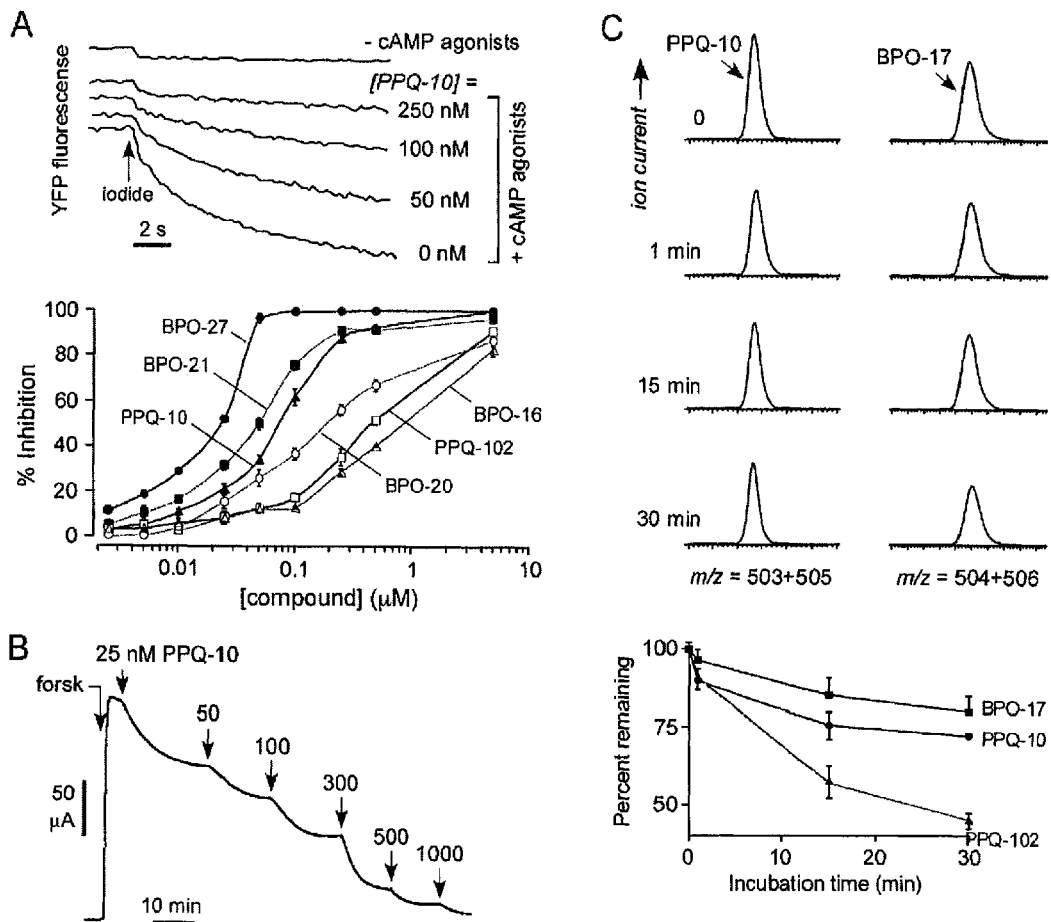 A
YFP fluorescense
- cAMP agonists
[PPQ-10] =
250 nM
100 nM
50 nM
0 nM
+ cAMP agonists
iodide
2 s
% Inhibition
100
80
60
40
20
0
BPO-27
BPO-21
PPQ-10
BPO-16
PPQ-102
BPO-20
0.01
0.1
1
10
[compound] (μM)
B
25 nM PPQ-10
forsk
50
100
300
500
1000
50
μA
10 min
C
PPQ-10
BPO-17
ion current
0
1 min
15 min
30 min
m/z = 503+505
m/z = 504+506
Percent remaining
100
75
50
BPO-17
PPQ-10
PPQ-102
0
10
20
30
Incubation time (min)